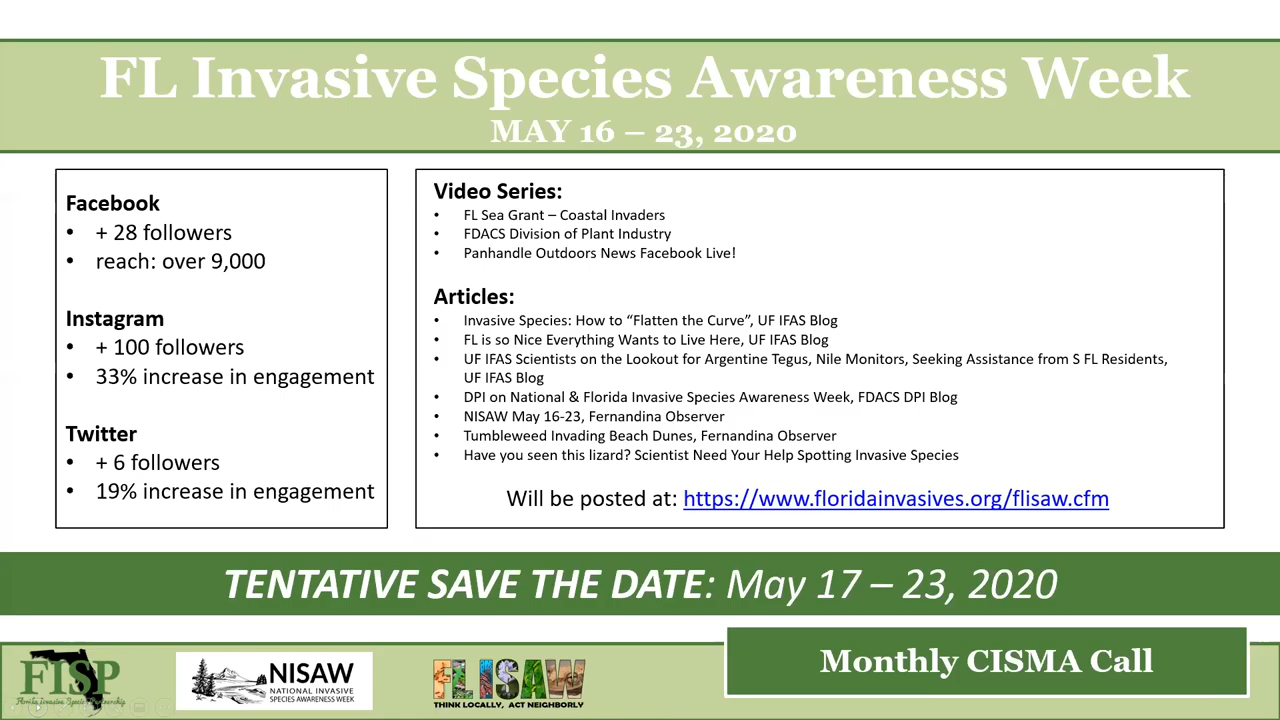 FL Invasive Species Awareness Week
MAY 16 – 23, 2020
Facebook
• + 28 followers
• reach: over 9,000
Instagram
• + 100 followers
• 33% increase in engagement
Twitter
• + 6 followers
• 19% increase in engagement
Video Series:
• FL Sea Grant – Coastal Invaders
• FDACS Division of Plant Industry
• Panhandle Outdoors News Facebook Live!
Articles:
• Invasive Species: How to “Flatten the Curve”, UF IFAS Blog
• FL is so Nice Everything Wants to Live Here, UF IFAS Blog
• UF IFAS Scientists on the Lookout for Argentine Tegus, Nile Monitors, Seeking Assistance from S FL Residents,
UF IFAS Blog
• DPI on National & Florida Invasive Species Awareness Week, FDACS DPI Blog
• NISAW May 16-23, Fernandina Observer
• Tumbleweed Invading Beach Dunes, Fernandina Observer
• Have you seen this lizard? Scientist Need Your Help Spotting Invasive Species
Will be posted at: https://www.floridainvasives.org/flisaw.cfm
TENTATIVE SAVE THE DATE: May 17 – 23, 2020
FISP
Florida Invasive Species Partnership
NISAW
NATIONAL INVASIVE
SPECIES AWARENESS WEEK
FLISAW
THINK LOCALLY, ACT NEIGHBORLY
Monthly CISMA Call